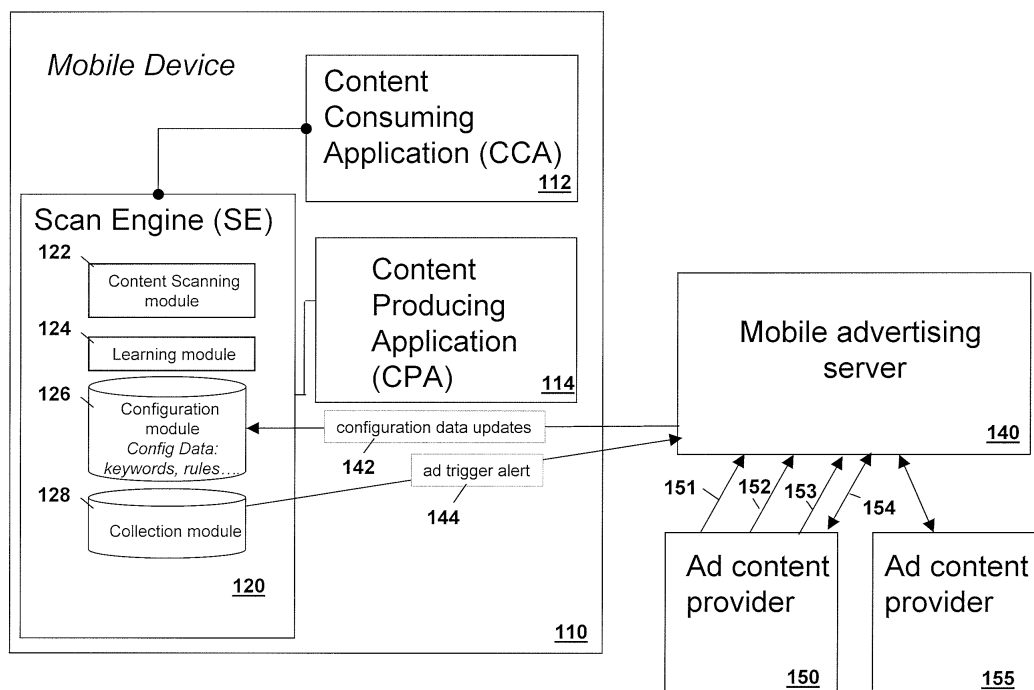 Mobile Device
Content
Consuming
Application (CCA)
112
Scan Engine (SE)
122
Content Scanning
module
124
Learning module
126
Configuration
module
Config Data:
keywords, rules….
128
Collection module
120
Content
Producing
Application
(CPA)
114
configuration data updates
142
ad trigger alert
144
110
Mobile advertising
server
140
151
152
153
154
Ad content
provider
150
Ad content
provider
155